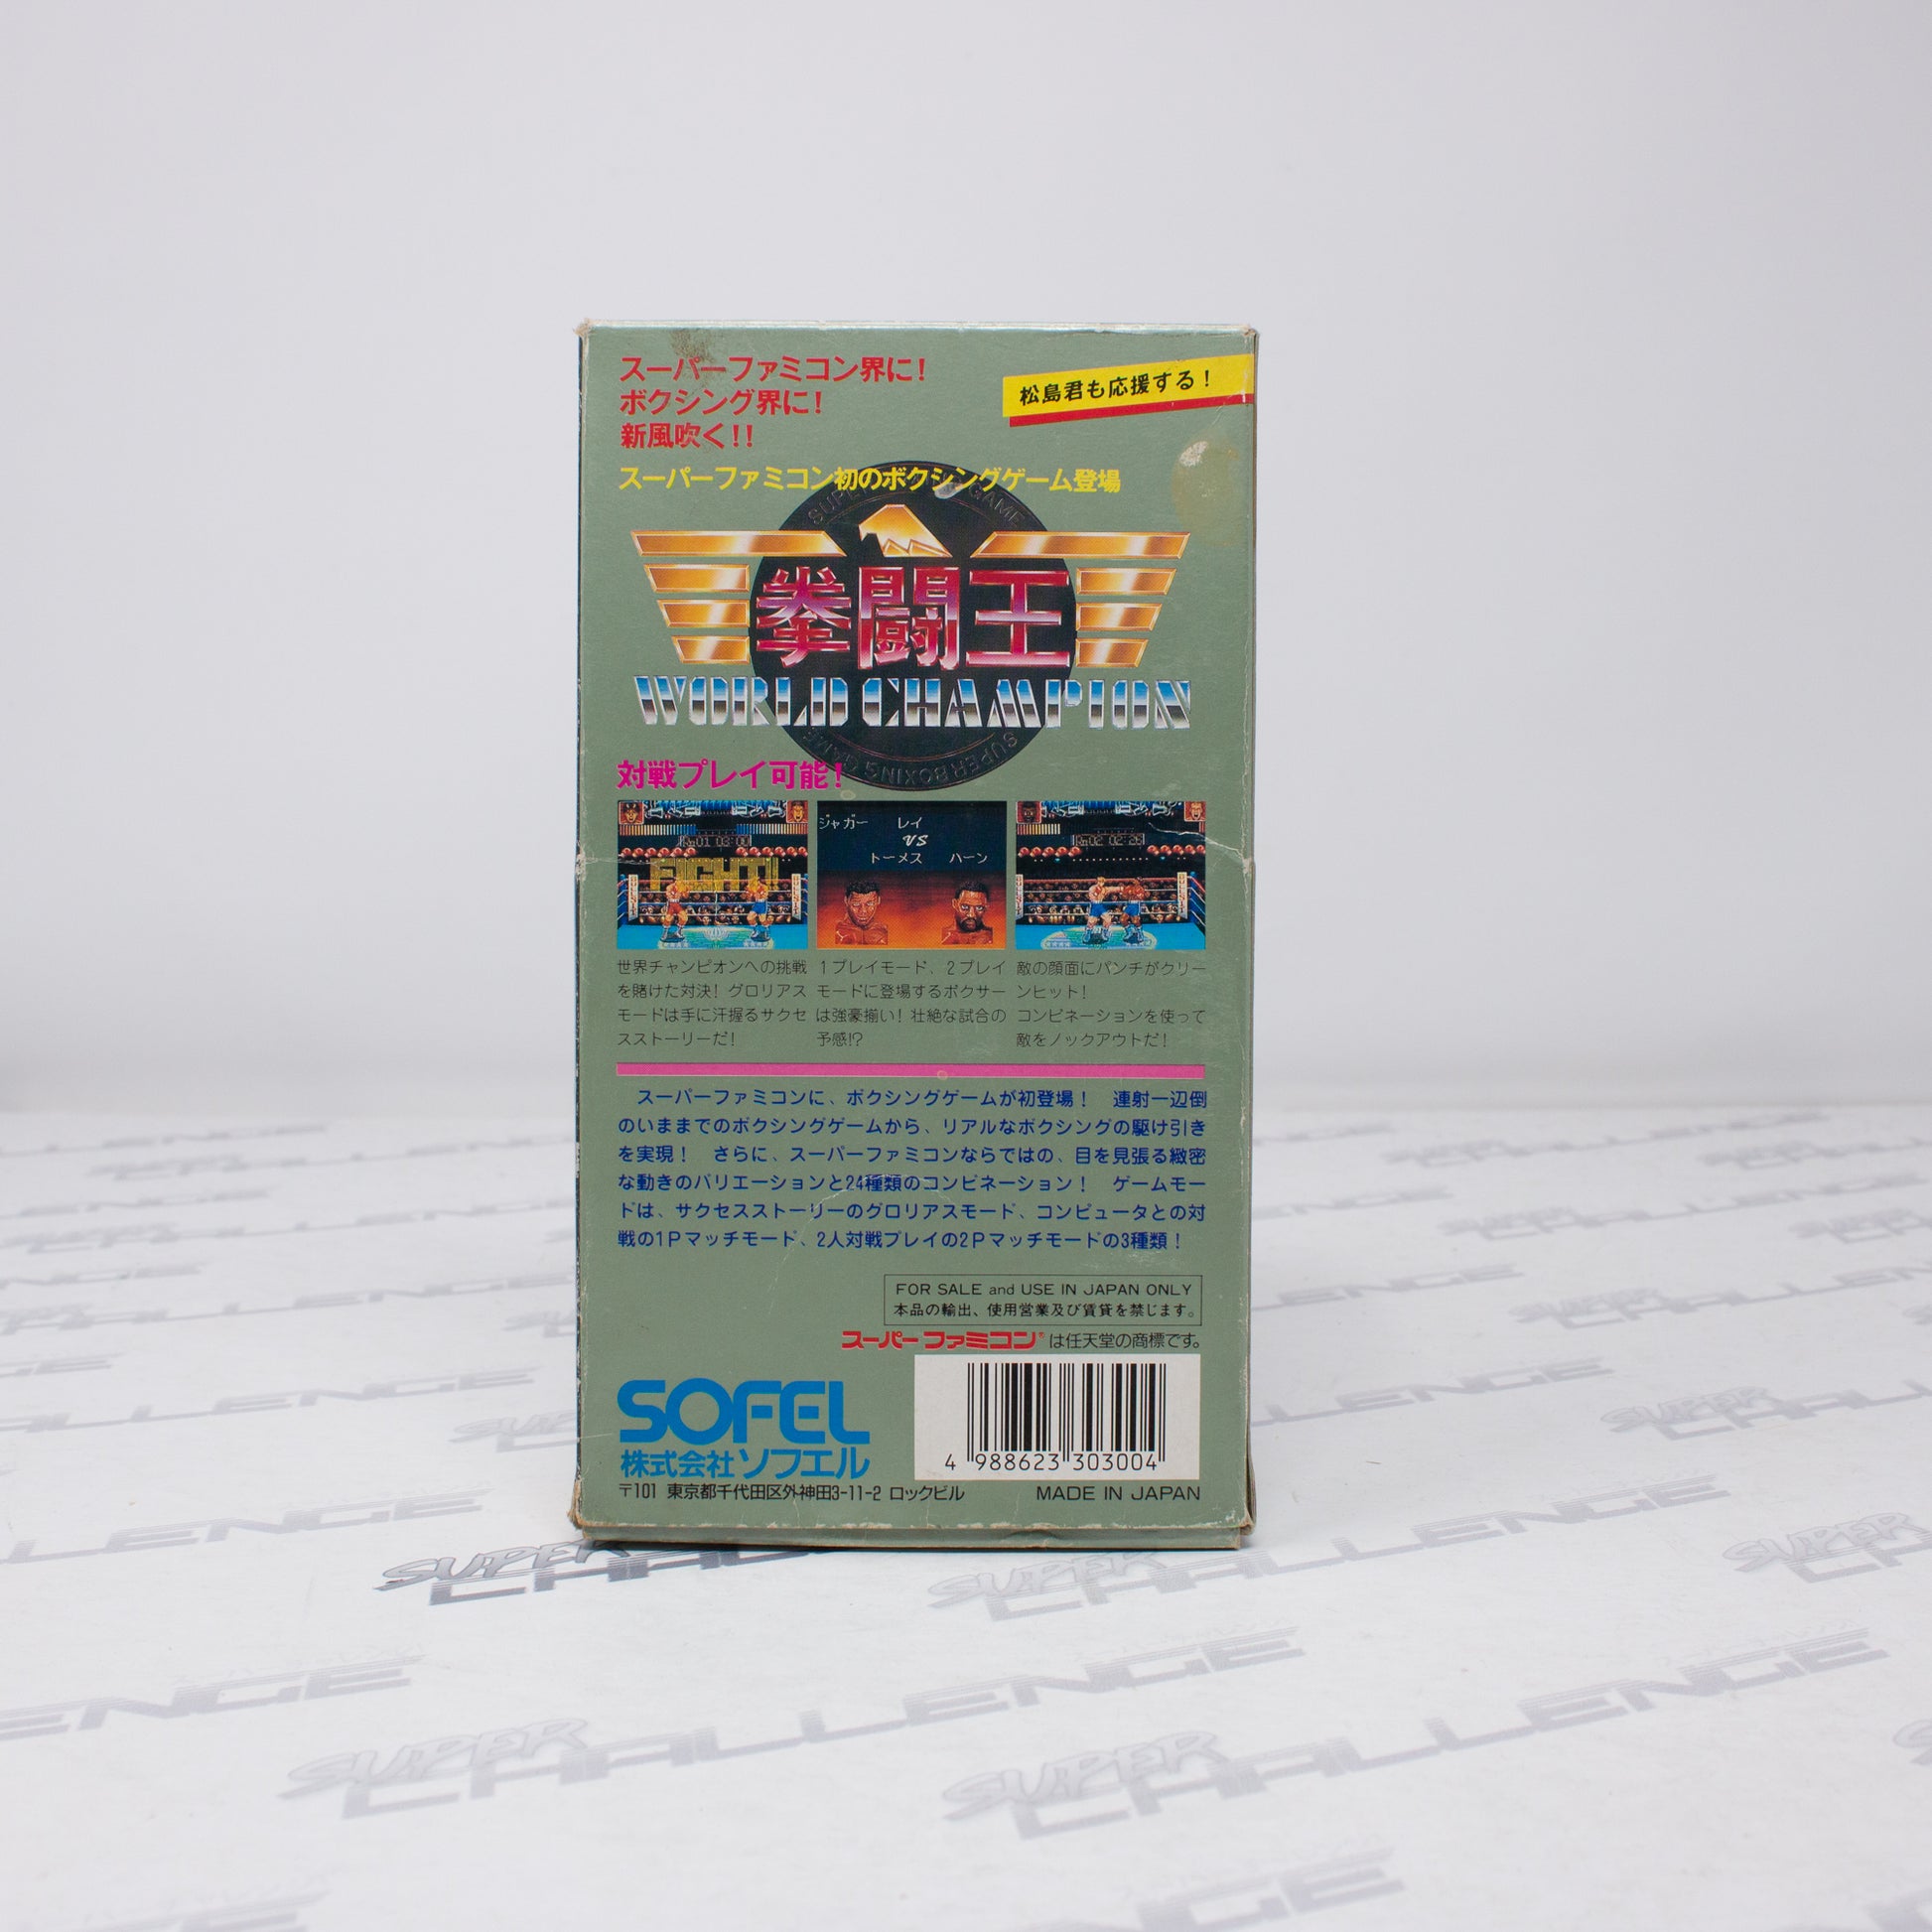 スーパーファミコン界に!
ボクシング界に!
新風吹く!!
松島君も応援する!
スーパーファミコン初のボクシングゲーム登場
SUPER BOXING GAME
拳闘王
WORLD CHAMPION
SUPER BOXING GAME
対戦プレイ可能!
Rn01 03:00
FIGHT!
ジャガー レイ
VS
トーメス ハーン
Rn02 02:26
世界チャンピオンへの挑戦
を賭けた対決! グロリアス
モードは手に汗握るサクセ
スストーリーだ!
1プレイモード、2プレイ
モードに登場するボクサー
は強豪揃い! 壮絶な試合の
予感!?
敵の顔面にパンチがクリー
ンヒット!
コンビネーションを使って
敵をノックアウトだ!
スーパーファミコンに、ボクシングゲームが初登場! 連射一辺倒
のいままでのボクシングゲームから、リアルなボクシングの駆け引き
を実現! さらに、スーパーファミコンならではの、目を見張る緻密
な動きのバリエーションと24種類のコンビネーション! ゲームモー
ドは、サクセスストーリーのグロリアスモード、コンピュータとの対
戦の1Pマッチモード、2人対戦プレイの2Pマッチモードの3種類!
FOR SALE and USE IN JAPAN ONLY
本品の輸出、使用営業及び賃貸を禁じます。
スーパーファミコン®は任天堂の商標です。
SOFEL
株式会社ソフエル
4 988623 303004
〒101 東京都千代田区外神田3-11-2 ロックビル
MADE IN JAPAN
SUPER CHALLENGE